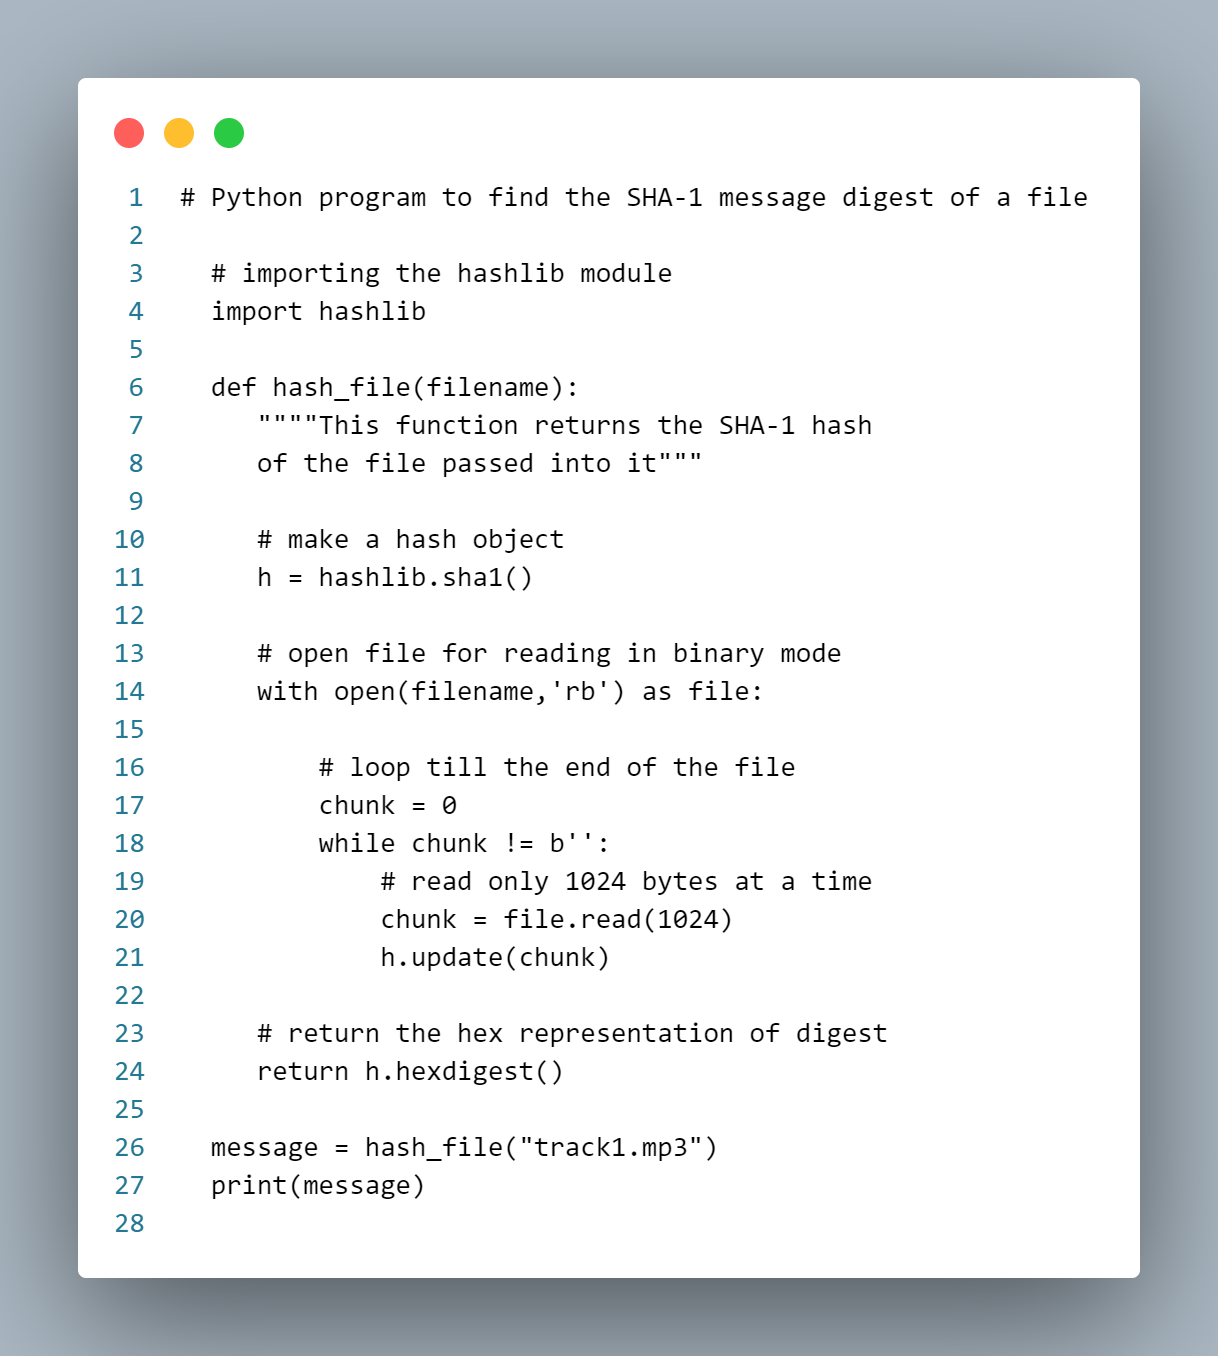 1 # Python program to find the SHA-1 message digest of a file
2
3   # importing the hashlib module
4   import hashlib
5
6   def hash_file(filename):
7      """"This function returns the SHA-1 hash
8      of the file passed into it"""
9
10      # make a hash object
11      h = hashlib.sha1()
12
13      # open file for reading in binary mode
14      with open(filename,'rb') as file:
15
16          # loop till the end of the file
17          chunk = 0
18          while chunk != b'':
19              # read only 1024 bytes at a time
20              chunk = file.read(1024)
21              h.update(chunk)
22
23      # return the hex representation of digest
24      return h.hexdigest()
25
26   message = hash_file("track1.mp3")
27   print(message)
28